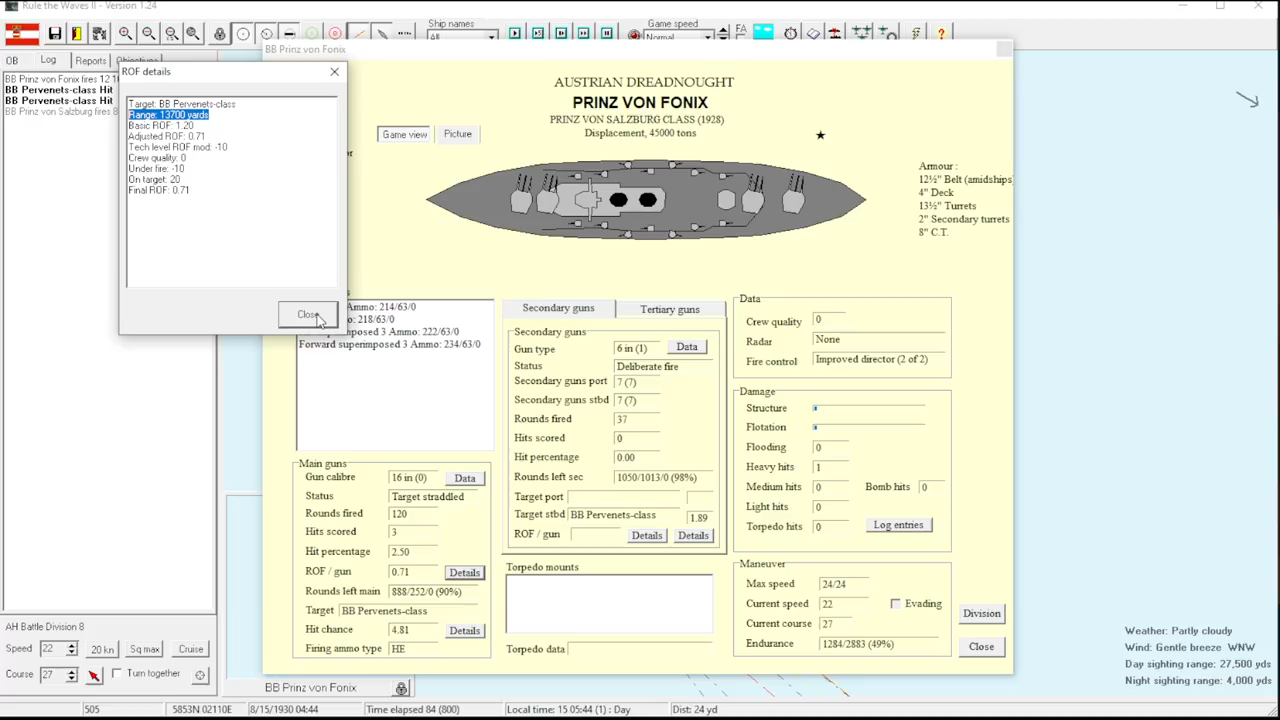 Rule the Waves II - Version 1.24
Ship names
All
Game speed
Normal
FA
OB
Log
Reports
Objectives
BB Prinz von Fonix fires 12 16
BB Pervenets-class Hit
BB Pervenets-class Hit
BB Prinz von Salzburg fires 8
ROF details
Target: BB Pervenets-class
Range: 13700 yards
Basic ROF: 1.20
Adjusted ROF: 0.71
Tech level ROF mod: -10
Crew quality: 0
Under fire: -10
On target: 20
Final ROF: 0.71
Close
BB Prinz von Fonix
AUSTRIAN DREADNOUGHT
PRINZ VON FONIX
PRINZ VON SALZBURG CLASS (1928)
Displacement, 45000 tons
Game view
Picture
Armour :
12½" Belt (amidships)
4" Deck
13½" Turrets
2" Secondary turrets
8" C.T.
Ammo: 214/63/0
Ammo: 218/63/0
Ammo: 222/63/0
Forward superimposed 3 Ammo: 234/63/0
Main guns
Gun calibre 16 in (0) Data
Status Target straddled
Rounds fired 120
Hits scored 3
Hit percentage 2.50
ROF / gun 0.71 Details
Rounds left main 888/252/0 (90%)
Target BB Pervenets-class
Hit chance 4.81 Details
Firing ammo type HE
Secondary guns
Tertiary guns
Secondary guns
Gun type 6 in (1) Data
Status Deliberate fire
Secondary guns port 7 (7)
Secondary guns stbd 7 (7)
Rounds fired 37
Hits scored 0
Hit percentage 0.00
Rounds left sec 1050/1013/0 (98%)
Target port
Target stbd BB Pervenets-class 1.89
ROF / gun Details Details
Torpedo mounts
Torpedo data
Data
Crew quality 0
Radar None
Fire control Improved director (2 of 2)
Damage
Structure
Flotation
Flooding 0
Heavy hits 1
Medium hits 0 Bomb hits 0
Light hits 0
Torpedo hits 0 Log entries
Maneuver
Max speed 24/24
Current speed 22 Evading
Current course 27
Endurance 1284/2883 (49%)
Division
Close
AH Battle Division 8
Speed 22 20 kn Sq max Cruise
Course 27 Turn together
BB Prinz von Fonix
Weather: Partly cloudy
Wind: Gentle breeze WNW
Day sighting range: 27,500 yds
Night sighting range: 4,000 yds
505 5853N 02110E 8/15/1930 04:44 Time elapsed 84 (800) Local time: 15 05:44 (1) : Day Dist: 24 yd